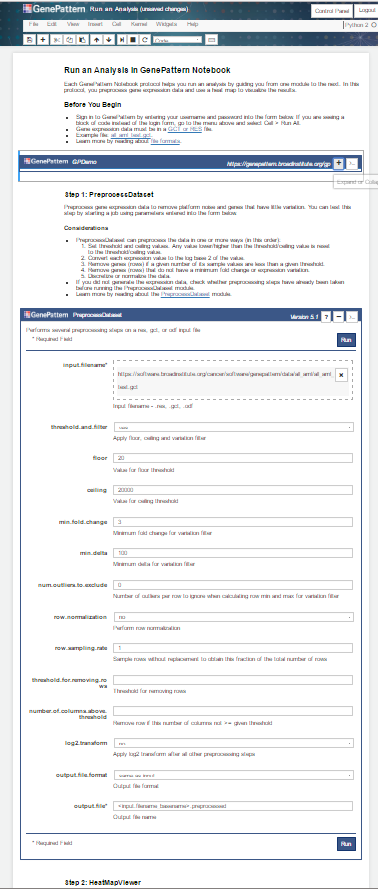 GenePattern Run an Analysis (unsaved changes)
Control Panel Logout
File Edit View Insert Cell Kernel Widgets Help
Python 2
Code
Run an Analysis in GenePattern Notebook
Each GenePattern Notebook protocol helps you run an analysis by guiding you from one module to the next. In this
protocol, you preprocess gene expression data and use a heat map to visualize the results.
Before You Begin
Sign in to GenePattern by entering your username and password into the form below. If you are seeing a
block of code instead of the login form, go to the menu above and select Cell > Run All.
Gene expression data must be in a GCT or RES file.
Example file: all_aml_test.gct.
Learn more by reading about file formats.
GenePattern GPDemo
https://genepattern.broadinstitute.org/gp
+
Expand or Colla
Step 1: PreprocessDataset
Preprocess gene expression data to remove platform noise and genes that have little variation. You can test this
step by starting a job using parameters entered into the form below.
Considerations
PreprocessDataset can preprocess the data in one or more ways (in this order):
1. Set threshold and ceiling values. Any value lower/higher than the threshold/ceiling value is reset
to the threshold/ceiling value.
2. Convert each expression value to the log base 2 of the value.
3. Remove genes (rows) if a given number of its sample values are less than a given threshold.
4. Remove genes (rows) that do not have a minimum fold change or expression variation.
5. Discretize or normalize the data.
If you did not generate the expression data, check whether preprocessing steps have already been taken
before running the PreprocessDataset module.
Learn more by reading about the PreprocessDataset module.
GenePattern PreprocessDataset
Version 5.1 ? −
Performs several preprocessing steps on a res, gct, or odf input file
* Required Field
Run
input.filename*
https://software.broadinstitute.org/cancer/software/genepattern/data/all_aml/all_aml_
test.gct
x
Input filename - .res, .gct, .odf
threshold.and.filter
Apply floor, ceiling and variation filter
floor
20
Value for floor threshold
ceiling
20000
Value for ceiling threshold
min.fold.change
3
Minimum fold change for variation filter
min.delta
100
Minimum delta for variation filter
num.outliers.to.exclude
0
Number of outliers per row to ignore when calculating row min and max for variation filter
row.normalization
no
Perform row normalization
row.sampling.rate
1
Sample rows without replacement to obtain this fraction of the total number of rows
threshold.for.removing.ro
ws
Threshold for removing rows
number.of.columns.above.
threshold
Remove row if this number of columns not >= given threshold
log2.transform
no
Apply log2 transform after all other preprocessing steps
output.file.format
same as input
Output file format
output.file*
<input.filename_basename>.preprocessed
Output file name
* Required Field
Run
Step 2: HeatMapViewer